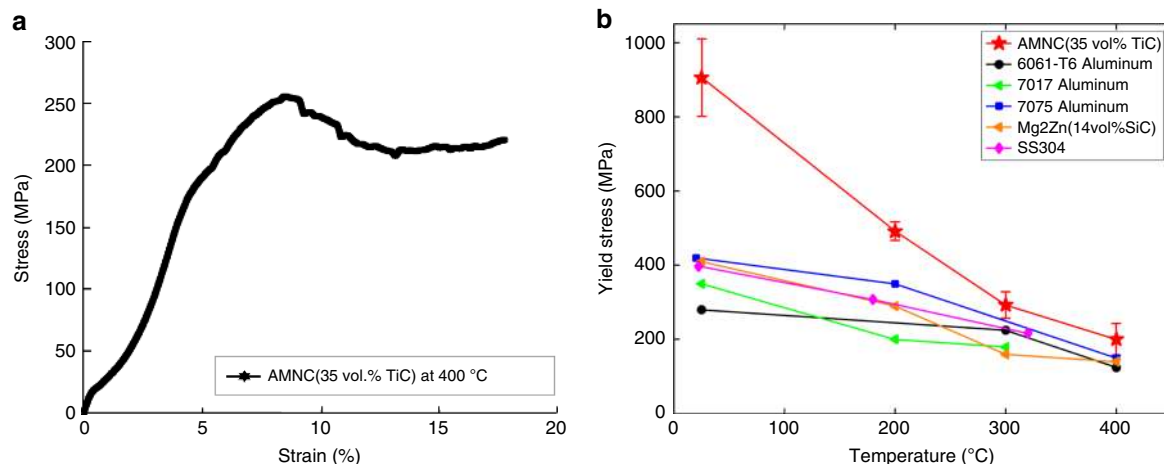 a
300
250
200
150
100
50
0
Stress (MPa)
AMNC(35 vol.% TiC) at 400 °C
0 5 10 15 20
Strain (%)
b
1000
800
600
400
200
0
Yield stress (MPa)
AMNC(35 vol% TiC)
6061-T6 Aluminum
7017 Aluminum
7075 Aluminum
Mg2Zn(14vol%SiC)
SS304
0 100 200 300 400
Temperature (°C)